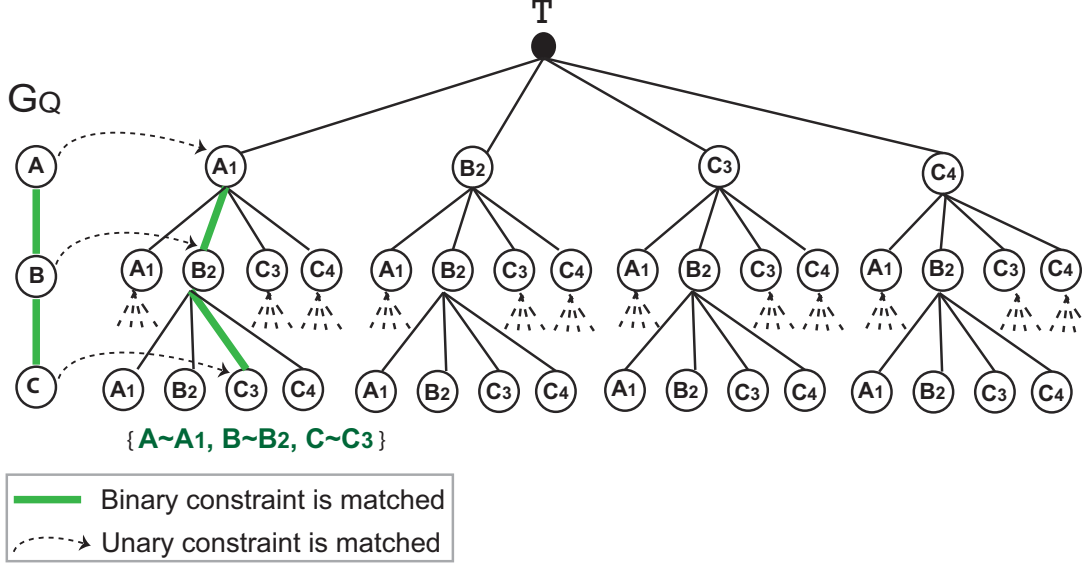 T
GQ
A A1 B2 C3 C4
B A1 B2 C3 C4 A1 B2 C3 C4 A1 B2 C3 C4 A1 B2 C3 C4
C A1 B2 C3 C4 A1 B2 C3 C4 A1 B2 C3 C4 A1 B2 C3 C4
{ A~A1, B~B2, C~C3 }
Binary constraint is matched
Unary constraint is matched